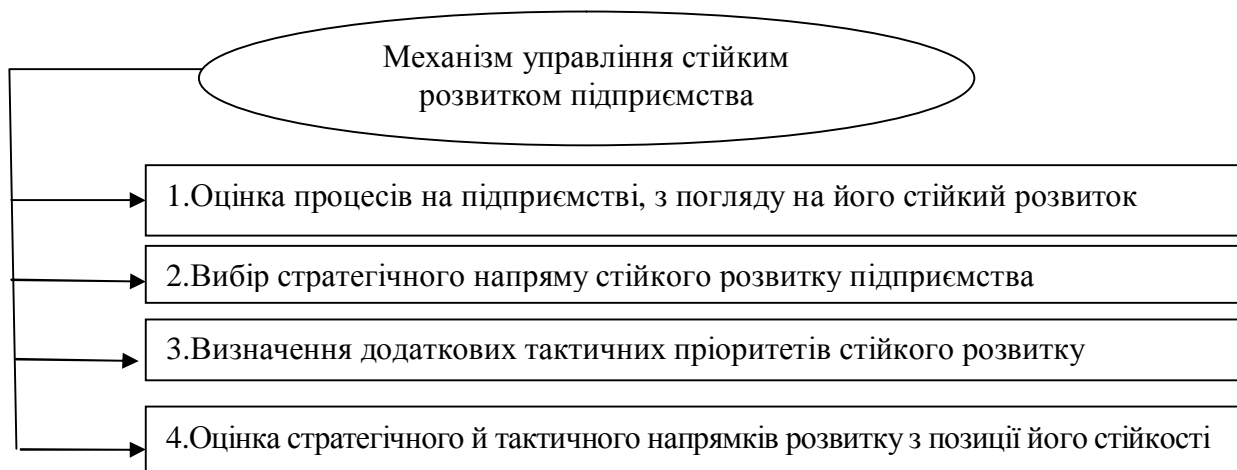 Механізм управління стійким
розвитком підприємства
1.Оцінка процесів на підприємстві, з погляду на його стійкий розвиток
2.Вибір стратегічного напряму стійкого розвитку підприємства
3.Визначення додаткових тактичних пріоритетів стійкого розвитку
4.Оцінка стратегічного й тактичного напрямків розвитку з позиції його стійкості